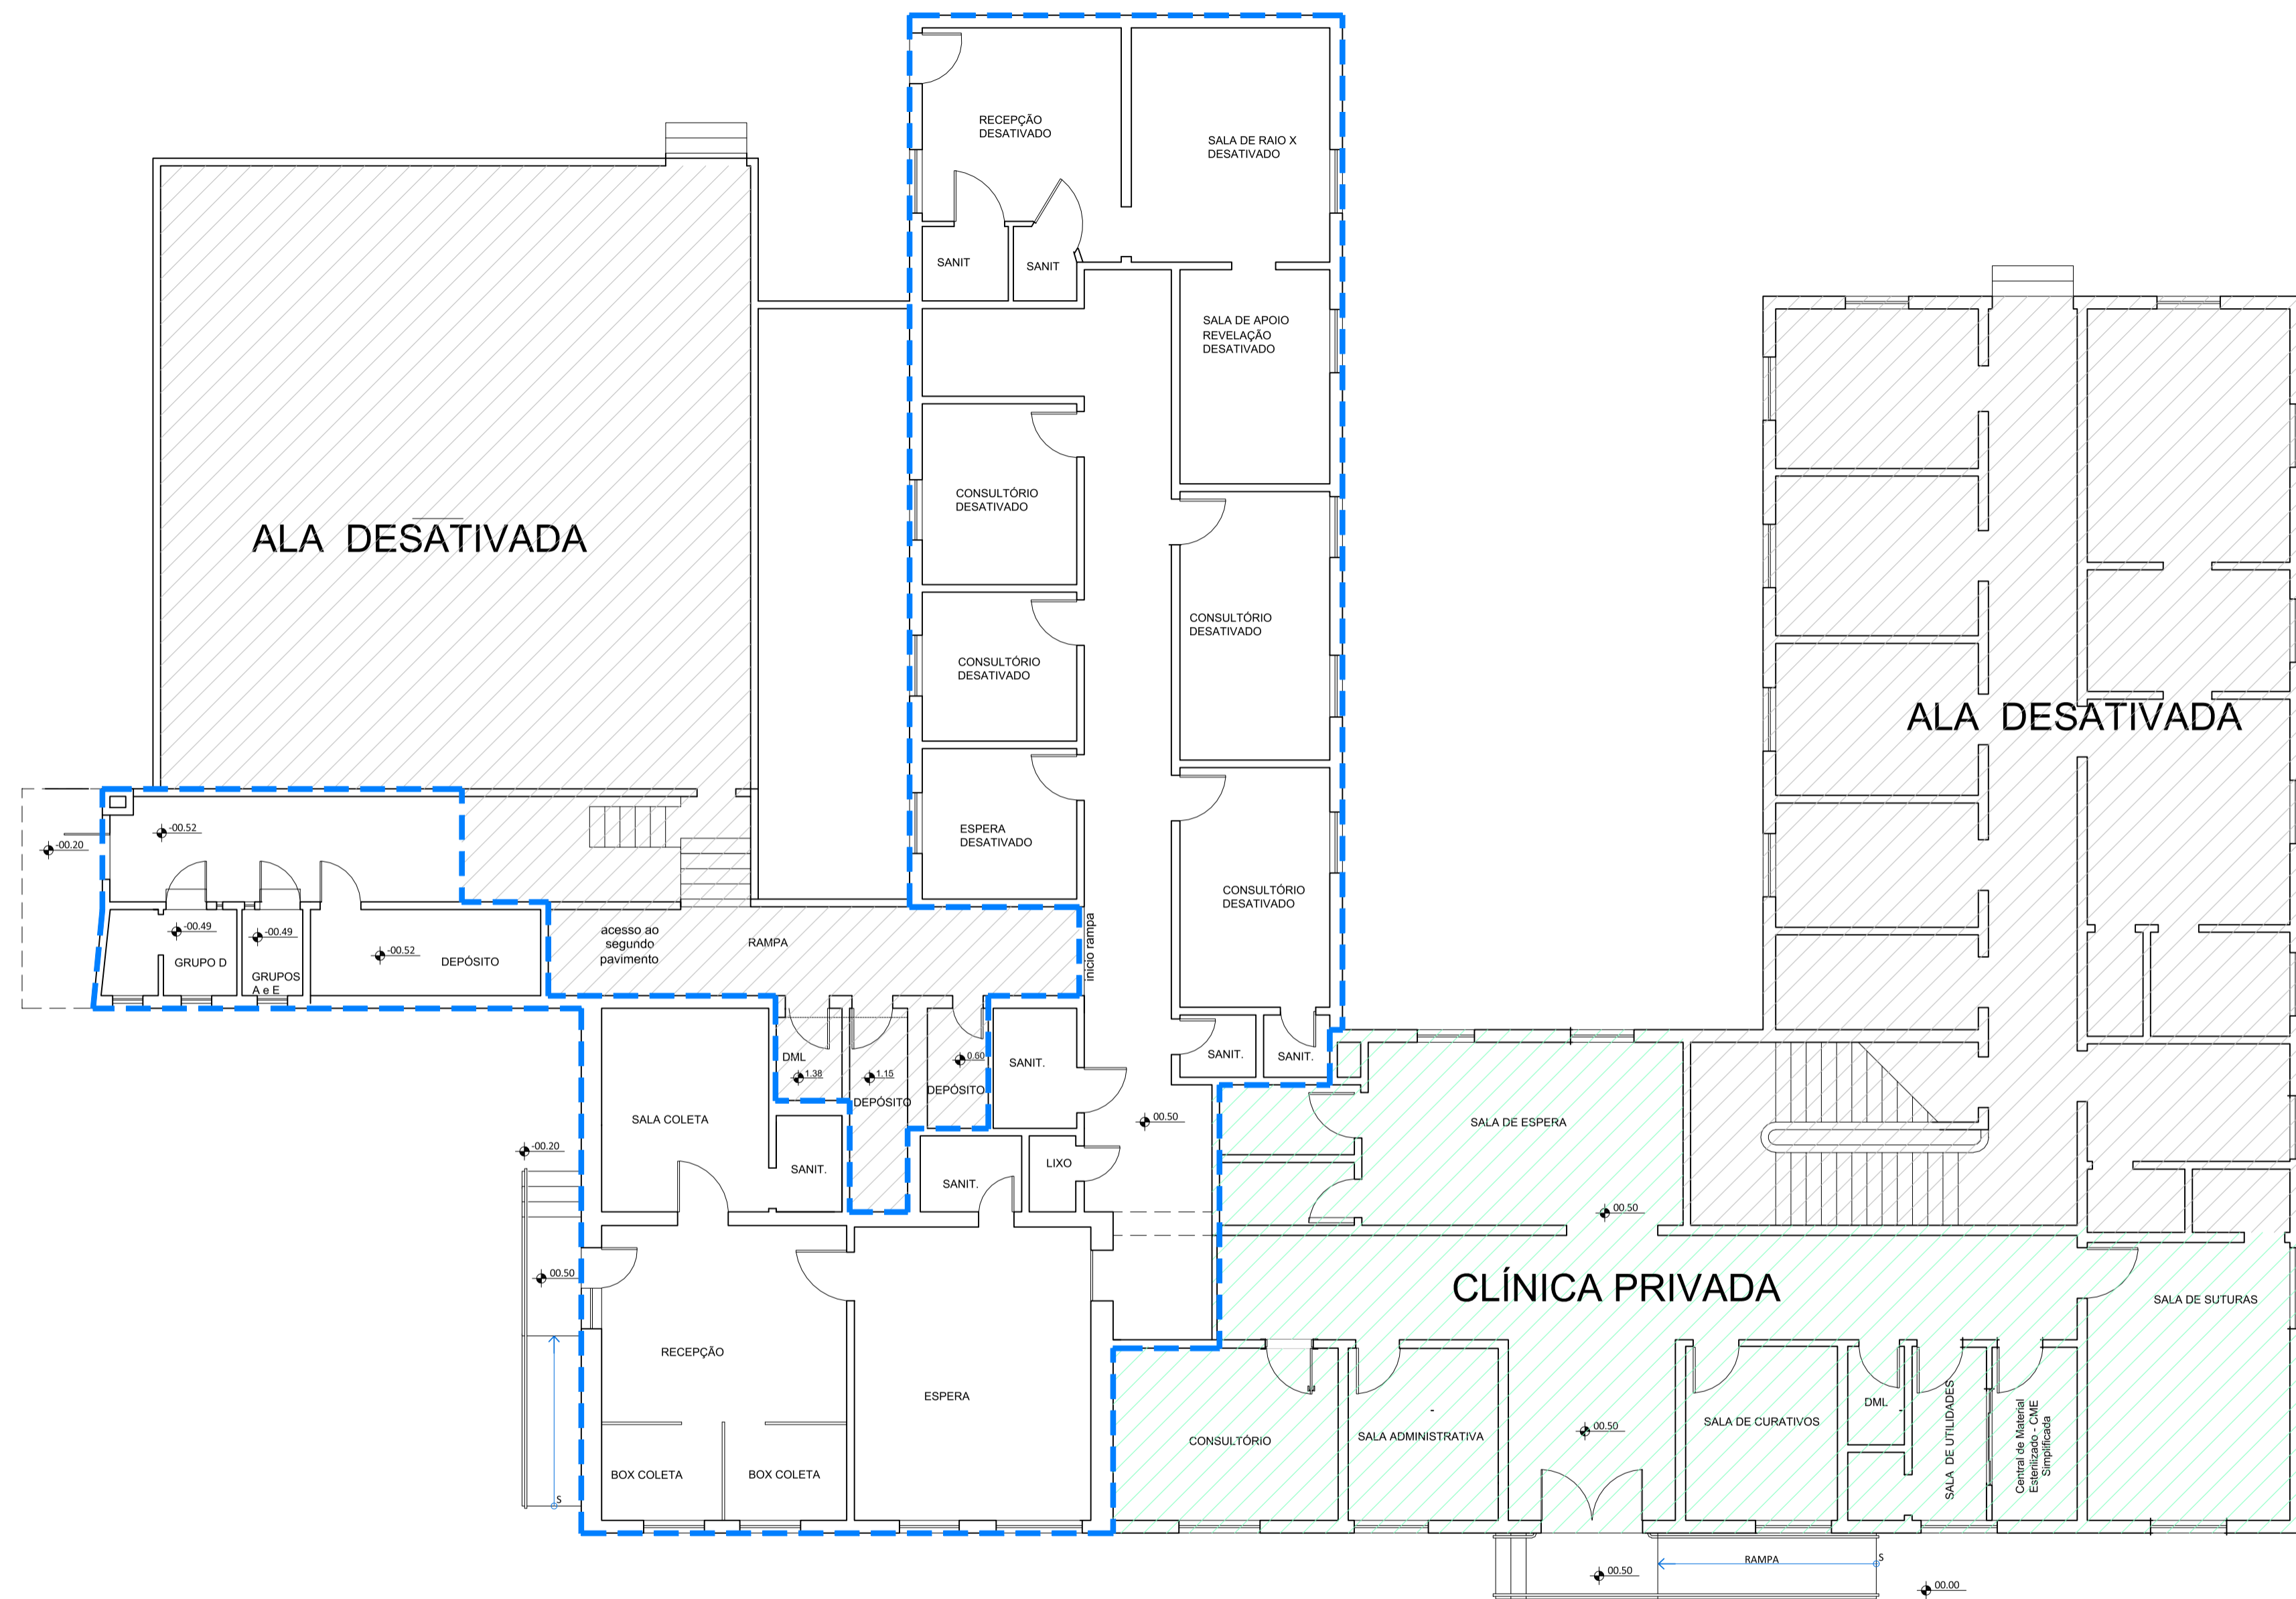 RECEPÇÃO
DESATIVADO
SALA DE RAIO X
DESATIVADO
SANIT
SANIT
SALA DE APOIO
REVELAÇÃO
DESATIVADO
CONSULTÓRIO
DESATIVADO
ALA DESATIVADA
CONSULTÓRIO
DESATIVADO
CONSULTÓRIO
DESATIVADO
ALA DESATIVADA
ESPERA
DESATIVADO
-00.52
-00.20
CONSULTÓRIO
DESATIVADO
-00.49
-00.49
-00.52
GRUPO D
GRUPOS
A e E
DEPÓSITO
acesso ao
segundo
pavimento
RAMPA
início rampa
DML
1.38
1.15
0.60
DEPÓSITO
DEPÓSITO
SANIT.
SANIT.
SANIT.
SALA COLETA
00.50
SALA DE ESPERA
-00.20
SANIT.
SANIT.
LIXO
00.50
00.50
CLÍNICA PRIVADA
SALA DE SUTURAS
RECEPÇÃO
ESPERA
BOX COLETA
BOX COLETA
S
CONSULTÓRIO
SALA ADMINISTRATIVA
00.50
SALA DE CURATIVOS
DML
SALA DE UTILIDADES
Central de Material
Esterilizado - CME
Simplificada
RAMPA
S
00.50
00.00